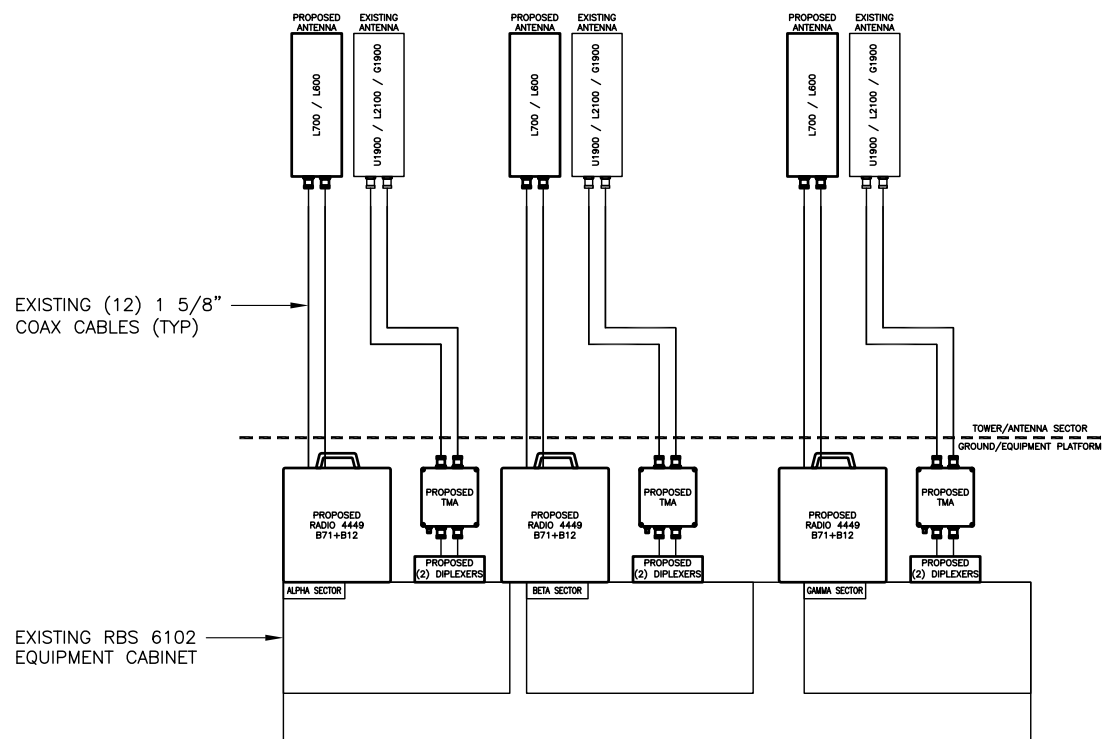 PROPOSED
ANTENNA
EXISTING
ANTENNA
PROPOSED
ANTENNA
EXISTING
ANTENNA
PROPOSED
ANTENNA
EXISTING
ANTENNA
L700 / L600
U1900 / L2100 / G1900
L700 / L600
U1900 / L2100 / G1900
L700 / L600
U1900 / L2100 / G1900
EXISTING (12) 1 5/8"
COAX CABLES (TYP)
TOWER/ANTENNA SECTOR
GROUND/EQUIPMENT PLATFORM
PROPOSED
RADIO 4449
B71+B12
PROPOSED
TMA
PROPOSED
(2) DIPLEXERS
PROPOSED
RADIO 4449
B71+B12
PROPOSED
TMA
PROPOSED
(2) DIPLEXERS
PROPOSED
RADIO 4449
B71+B12
PROPOSED
TMA
PROPOSED
(2) DIPLEXERS
ALPHA SECTOR
BETA SECTOR
GAMMA SECTOR
EXISTING RBS 6102
EQUIPMENT CABINET